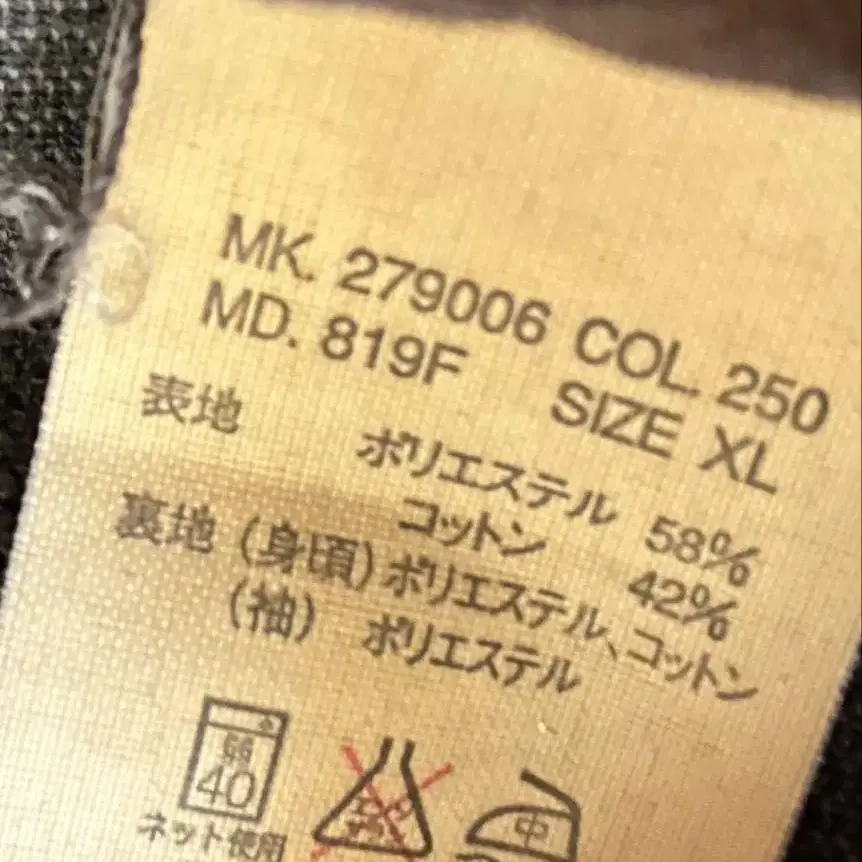 MK. 279006 COL. 250
MD. 819F SIZE XL
表地 ポリエステル 58%
コットン 42%
裏地 (身頃) ポリエステル、コットン
(袖) ポリエステル
弱
40
中
ネット使用